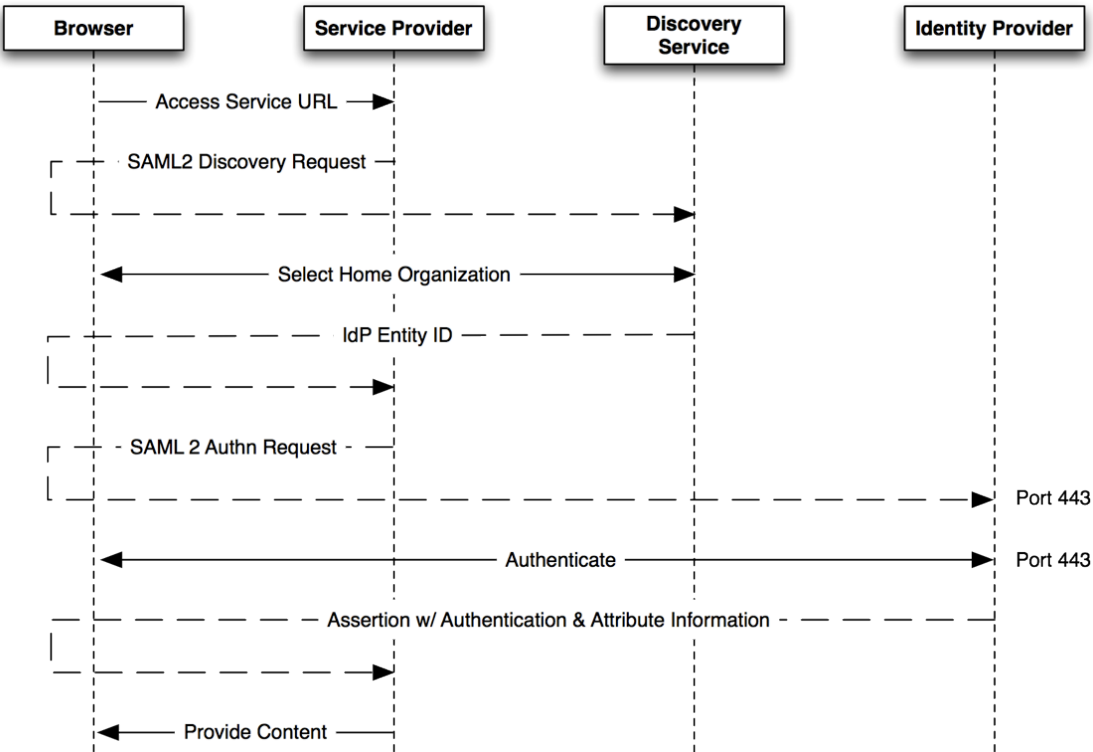 Browser
Service Provider
Discovery
Service
Identity Provider
Access Service URL
SAML2 Discovery Request
Select Home Organization
IdP Entity ID
SAML 2 Authn Request
Port 443
Authenticate
Port 443
Assertion w/ Authentication & Attribute Information
Provide Content